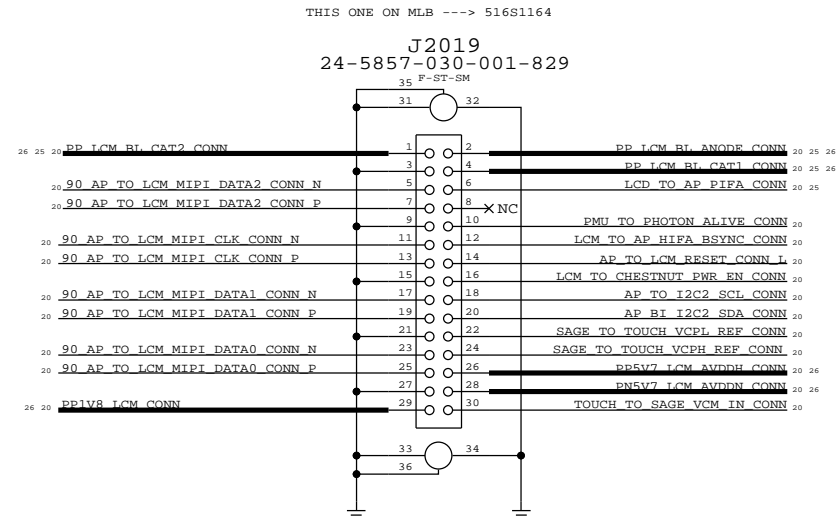 THIS ONE ON MLB ---> 516S1164
J2019
24-5857-030-001-829
F-ST-SM
35
31 32
26 25 20 PP_LCM_BL_CAT2_CONN 1 2 PP_LCM_BL_ANODE_CONN 20 25 26
3 4 PP_LCM_BL_CAT1_CONN 20 25 26
20 90_AP_TO_LCM_MIPI_DATA2_CONN_N 5 6 LCD_TO_AP_PIFA_CONN 20 25
20 90_AP_TO_LCM_MIPI_DATA2_CONN_P 7 8 NC
9 10 PMU_TO_PHOTON_ALIVE_CONN 20
20 90_AP_TO_LCM_MIPI_CLK_CONN_N 11 12 LCM_TO_AP_HIFA_BSYNC_CONN 20
20 90_AP_TO_LCM_MIPI_CLK_CONN_P 13 14 AP_TO_LCM_RESET_CONN_L 20
15 16 LCM_TO_CHESTNUT_PWR_EN_CONN 20
20 90_AP_TO_LCM_MIPI_DATA1_CONN_N 17 18 AP_TO_I2C2_SCL_CONN 20
20 90_AP_TO_LCM_MIPI_DATA1_CONN_P 19 20 AP_BI_I2C2_SDA_CONN 20
21 22 SAGE_TO_TOUCH_VCPL_REF_CONN 20
20 90_AP_TO_LCM_MIPI_DATA0_CONN_N 23 24 SAGE_TO_TOUCH_VCPH_REF_CONN 20
20 90_AP_TO_LCM_MIPI_DATA0_CONN_P 25 26 PP5V7_LCM_AVDDH_CONN 20 26
27 28 PN5V7_LCM_AVDDN_CONN 20 26
26 20 PP1V8_LCM_CONN 29 30 TOUCH_TO_SAGE_VCM_IN_CONN 20
33 34
36